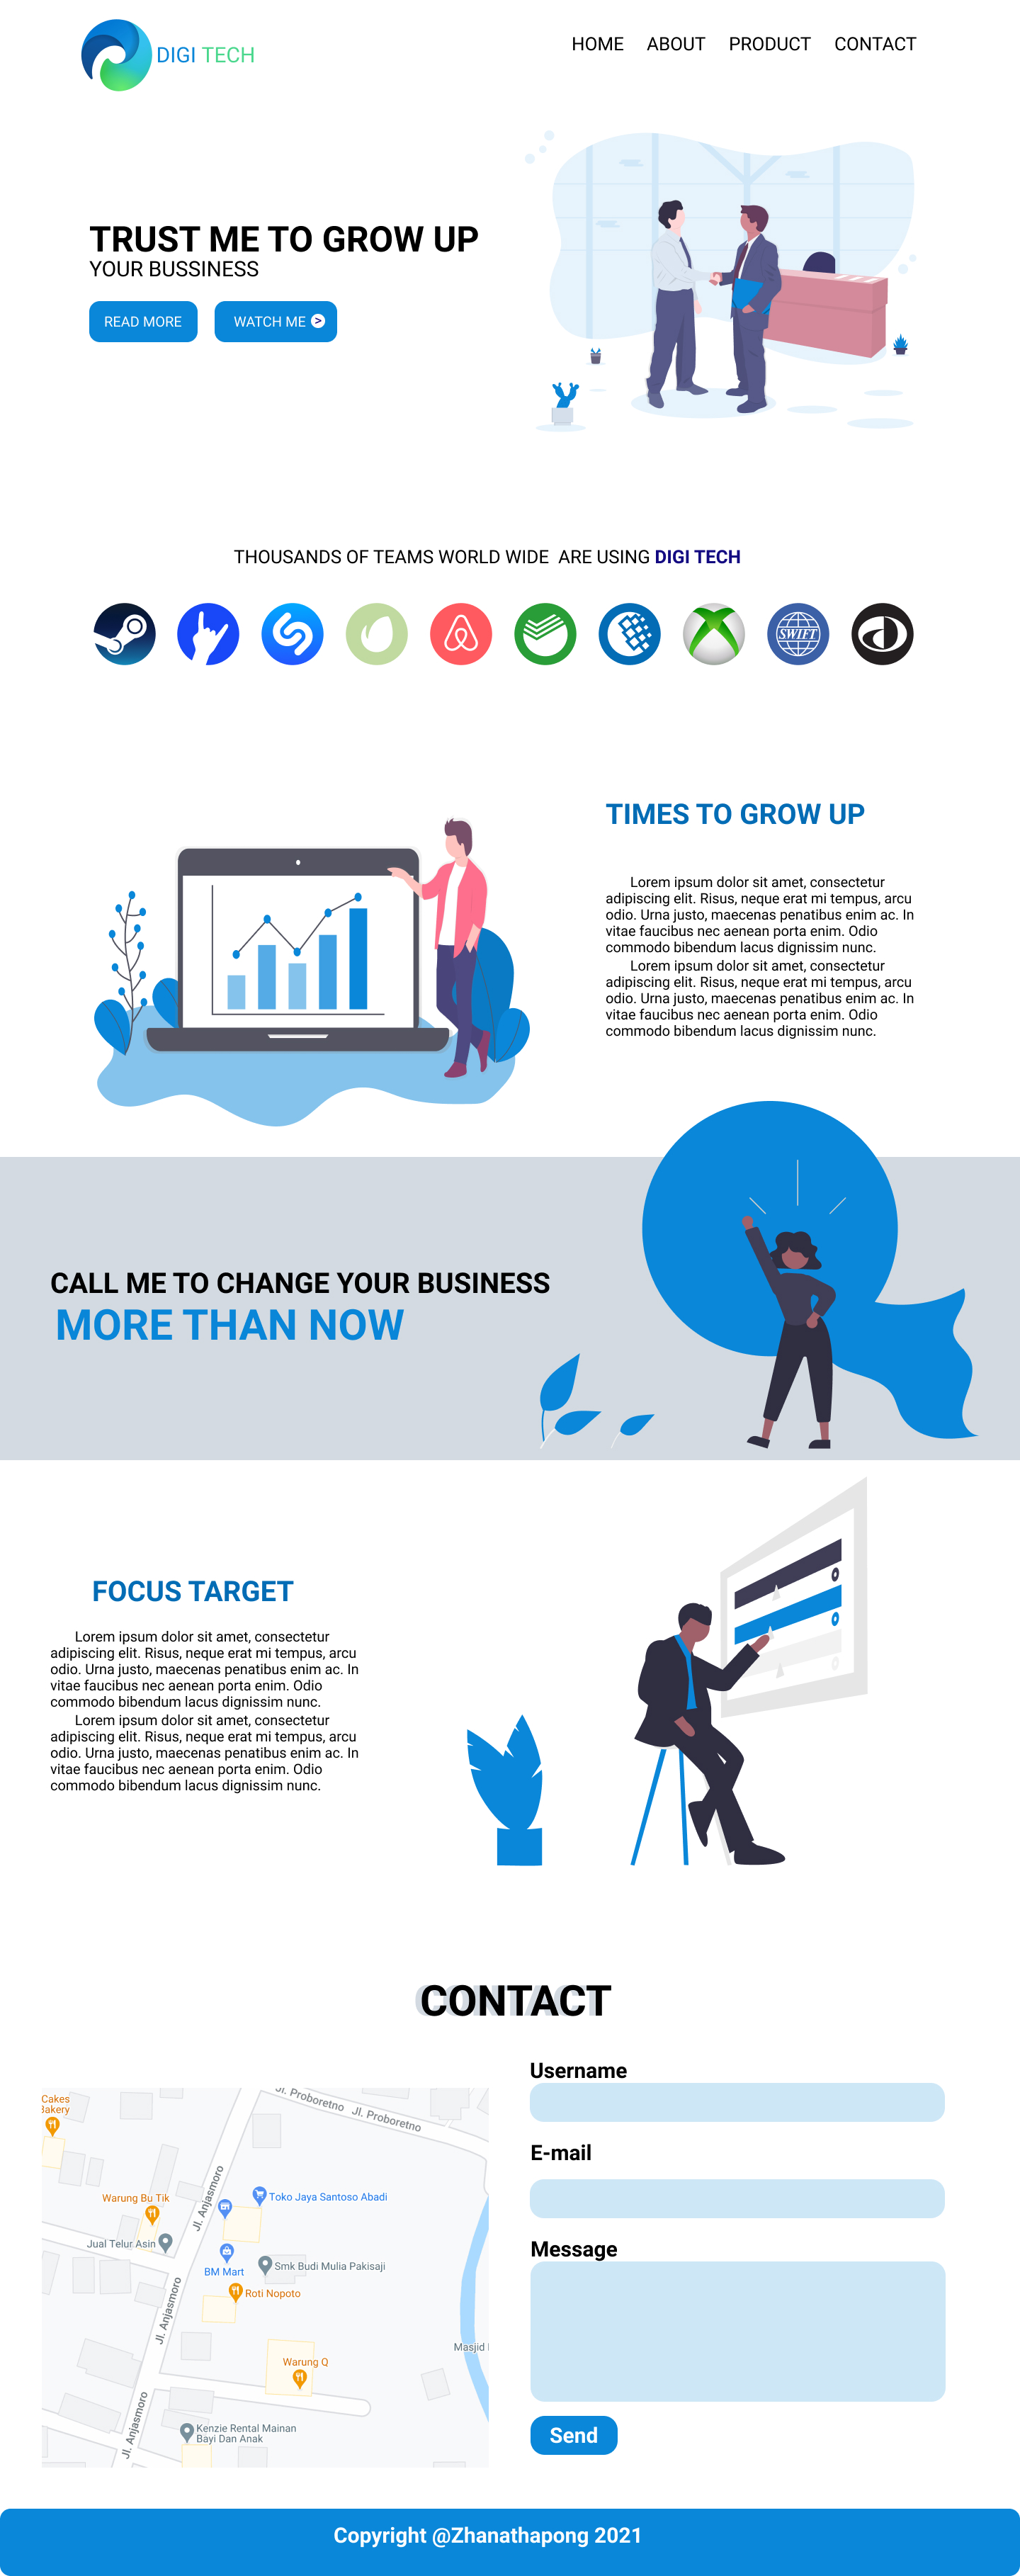 DIGI TECH
HOME ABOUT PRODUCT CONTACT
TRUST ME TO GROW UP
YOUR BUSSINESS
READ MORE
WATCH ME >
THOUSANDS OF TEAMS WORLD WIDE ARE USING DIGI TECH
SWIFT
TIMES TO GROW UP
Lorem ipsum dolor sit amet, consectetur
adipiscing elit. Risus, neque erat mi tempus, arcu
odio. Urna justo, maecenas penatibus enim ac. In
vitae faucibus nec aenean porta enim. Odio
commodo bibendum lacus dignissim nunc.
Lorem ipsum dolor sit amet, consectetur
adipiscing elit. Risus, neque erat mi tempus, arcu
odio. Urna justo, maecenas penatibus enim ac. In
vitae faucibus nec aenean porta enim. Odio
commodo bibendum lacus dignissim nunc.
CALL ME TO CHANGE YOUR BUSINESS
MORE THAN NOW
FOCUS TARGET
Lorem ipsum dolor sit amet, consectetur
adipiscing elit. Risus, neque erat mi tempus, arcu
odio. Urna justo, maecenas penatibus enim ac. In
vitae faucibus nec aenean porta enim. Odio
commodo bibendum lacus dignissim nunc.
Lorem ipsum dolor sit amet, consectetur
adipiscing elit. Risus, neque erat mi tempus, arcu
odio. Urna justo, maecenas penatibus enim ac. In
vitae faucibus nec aenean porta enim. Odio
commodo bibendum lacus dignissim nunc.
CONTACT
Cakes
Bakery
Jl. Proboretno
Jl. Proboretno
Jl. Anjasmoro
Warung Bu Tik
Toko Jaya Santoso Abadi
Jual Telur Asin
BM Mart
Smk Budi Mulia Pakisaji
Roti Nopoto
Jl. Anjasmoro
Masjid
Warung Q
Jl. Anjasmoro
Kenzie Rental Mainan
Bayi Dan Anak
Username
E-mail
Message
Send
Copyright @Zhanathapong 2021